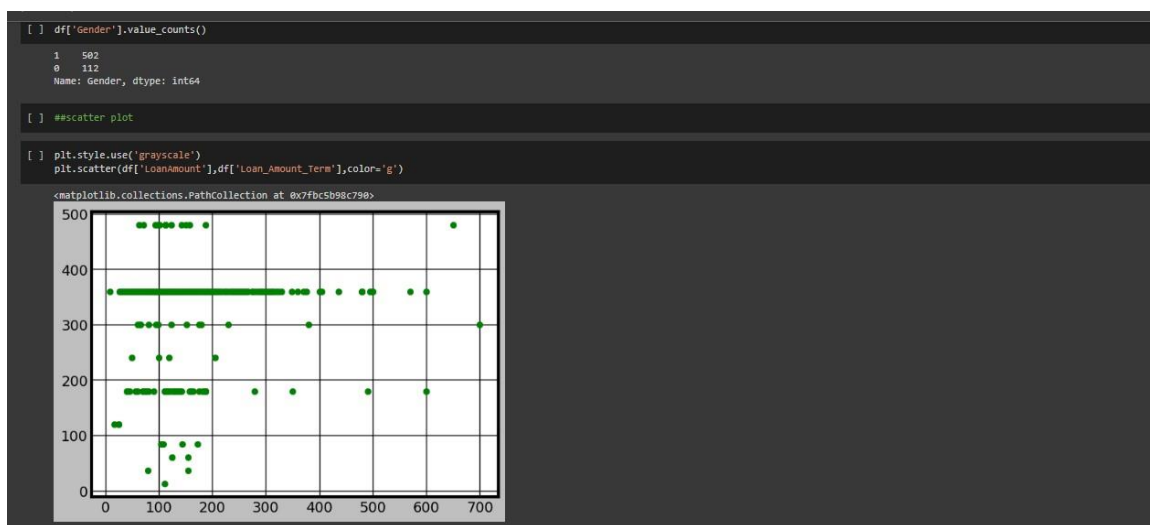 [ ] df['Gender'].value_counts()
1 502
0 112
Name: Gender, dtype: int64
[ ] ##scatter plot
[ ] plt.style.use('grayscale')
plt.scatter(df['LoanAmount'],df['Loan_Amount_Term'],color='g')
<matplotlib.collections.PathCollection at 0x7fbc5b98c790>
500
400
300
200
100
0
0 100 200 300 400 500 600 700